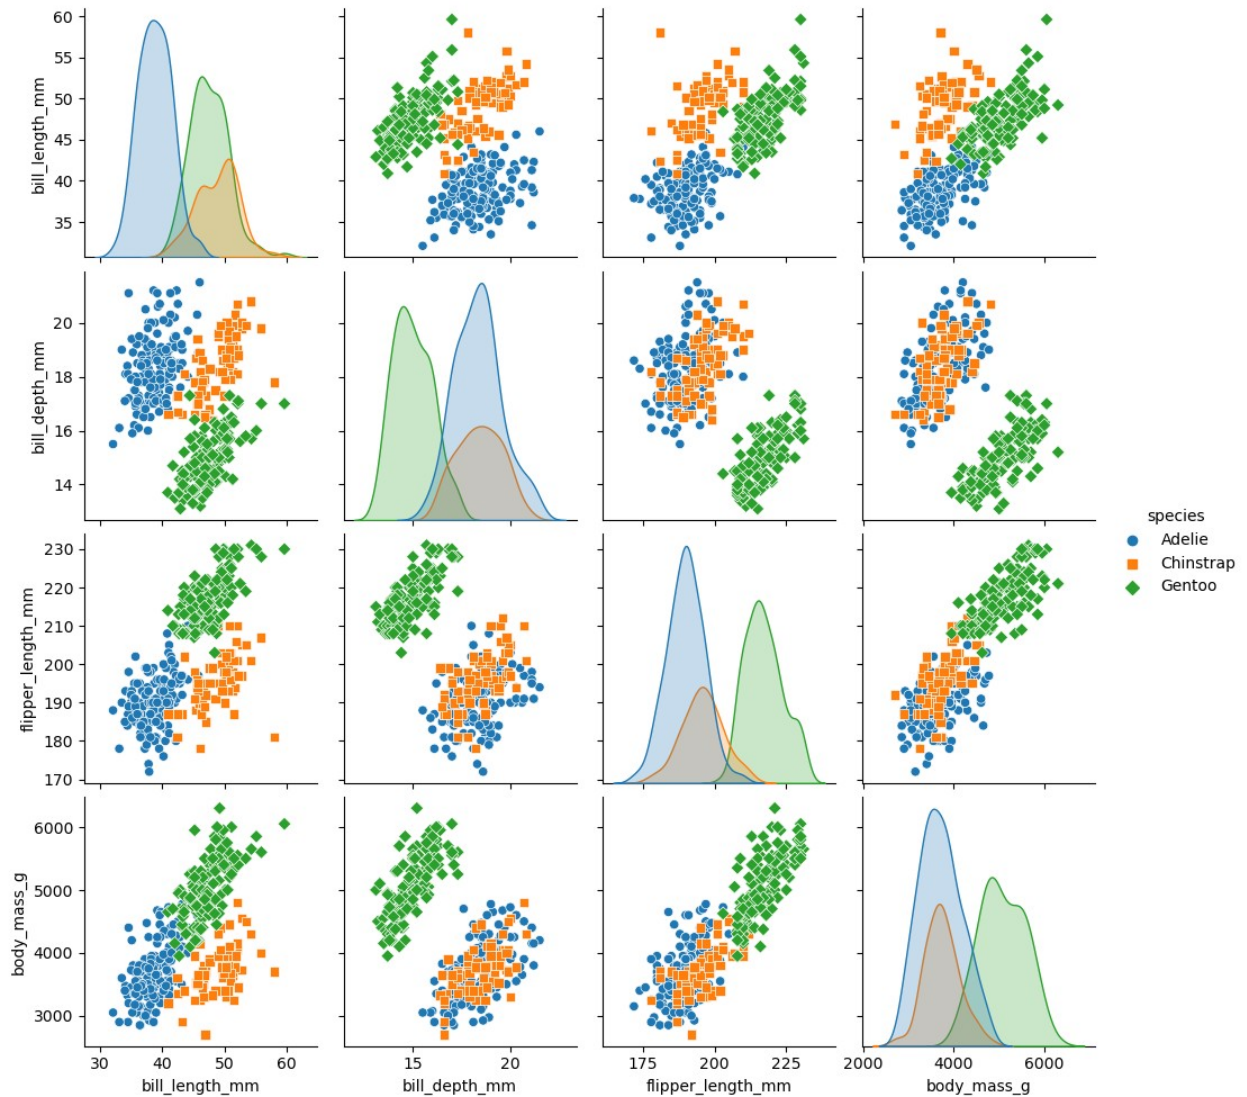 60
55
50
45
40
35
bill_length_mm
20
18
16
14
bill_depth_mm
species
Adelie
Chinstrap
Gentoo
230
220
210
200
190
180
170
flipper_length_mm
6000
5000
4000
3000
body_mass_g
30 40 50 60
15 20
175 200 225
2000 4000 6000
bill_length_mm
bill_depth_mm
flipper_length_mm
body_mass_g